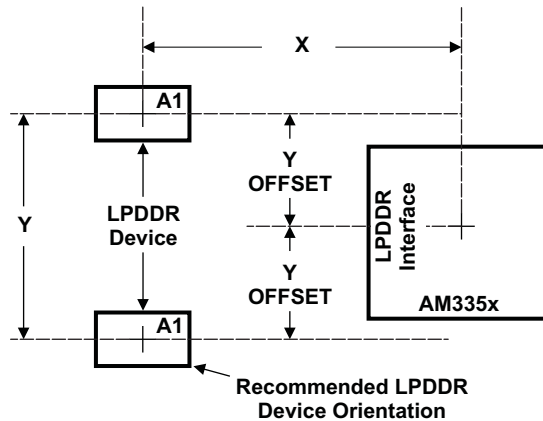 X
A1
Y
OFFSET
Y
LPDDR
Device
LPDDR
Interface
Y
OFFSET
A1
AM335x
Recommended LPDDR
Device Orientation